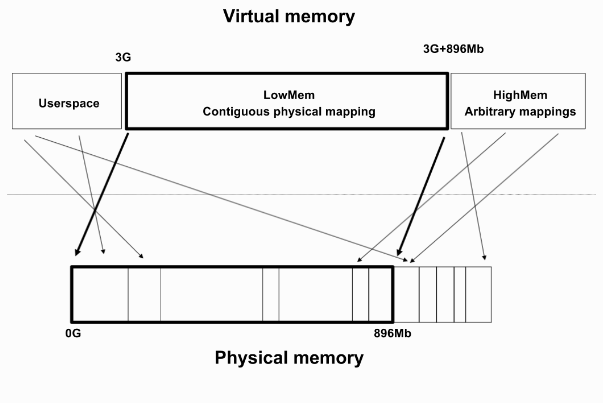 Virtual memory
3G
3G+896Mb
Userspace
LowMem
Contiguous physical mapping
HighMem
Arbitrary mappings
0G
896Mb
Physical memory